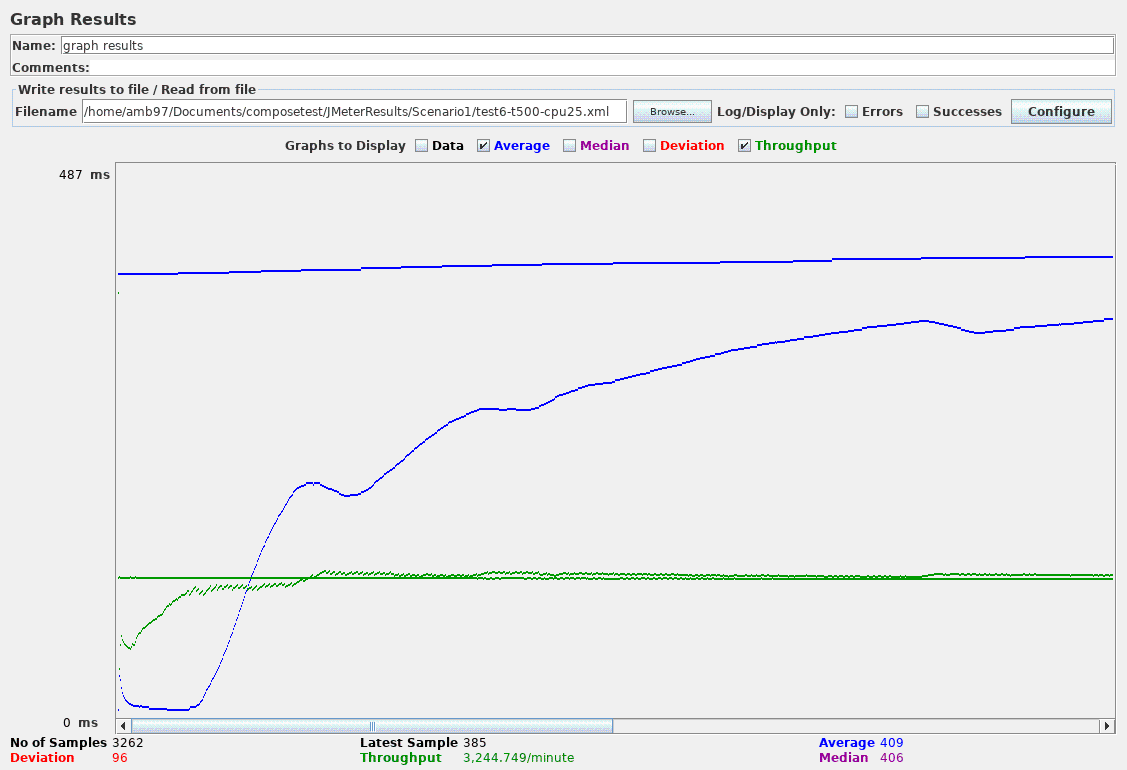 Graph Results
Name: graph results
Comments:
Write results to file / Read from file
Filename /home/amb97/Documents/composetest/JMeterResults/Scenario1/test6-t500-cpu25.xml Browse... Log/Display Only: Errors Successes Configure
Graphs to Display Data Average Median Deviation Throughput
487 ms
0 ms
No of Samples 3262 Latest Sample 385 Average 409
Deviation 96 Throughput 3,244.749/minute Median 406